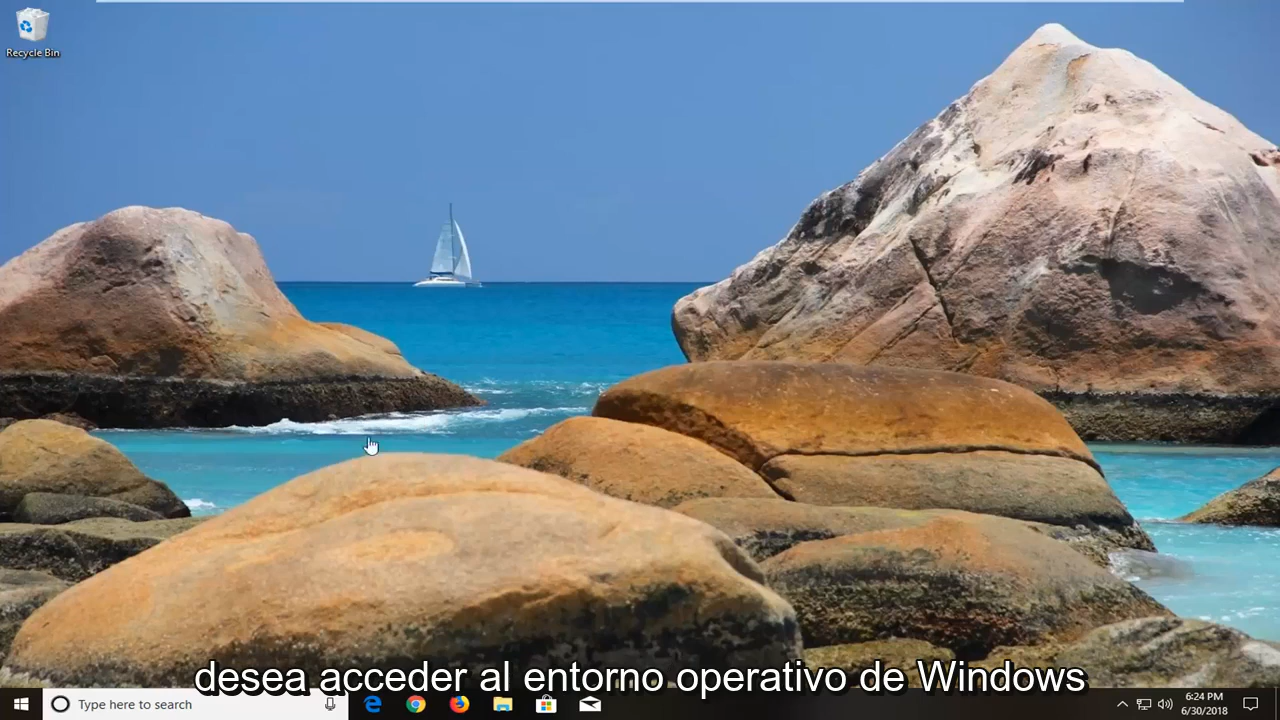 Recycle Bin
desea acceder al entorno operativo de Windows
Type here to search
6:24 PM
6/30/2018